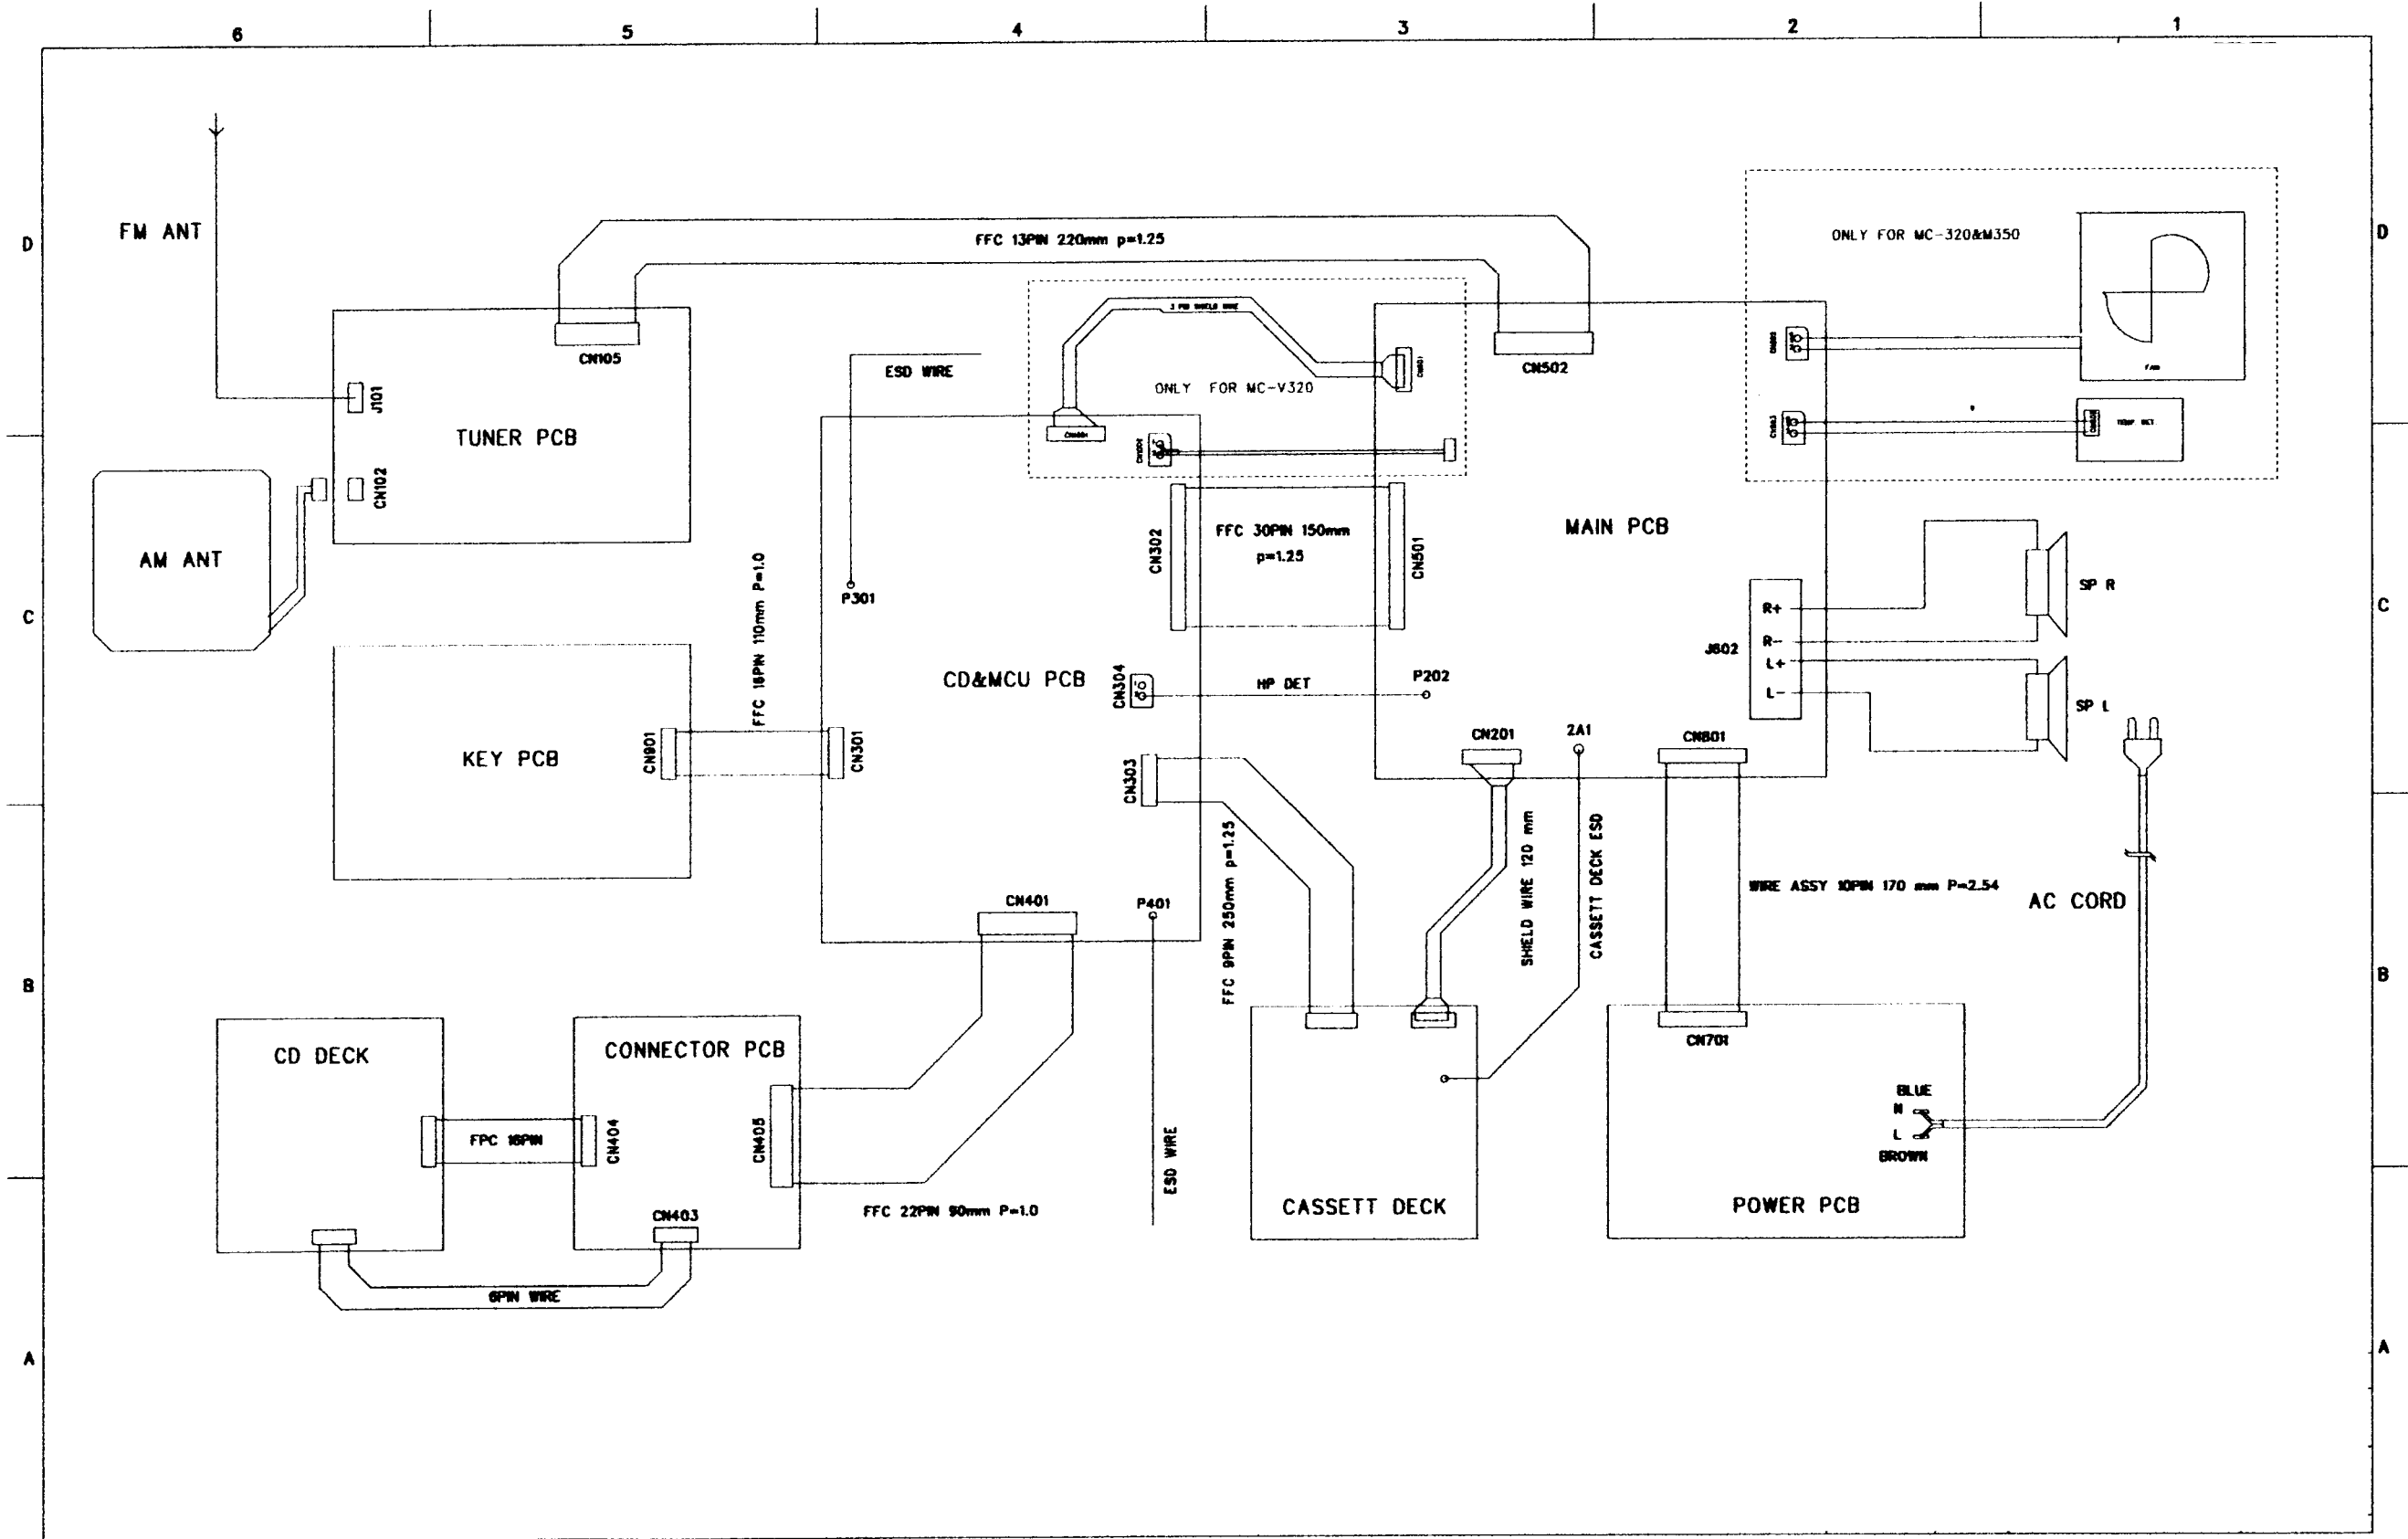 6
5
4
3
2
1
D
C
B
A
D
C
B
A
FM ANT
FFC 13PIN 220mm p=1.25
ONLY FOR MC-320&M350
FAN
CN105
J101
TUNER PCB
CN102
AM ANT
ESD WIRE
P301
ONLY FOR MC-V320
CN502
TEMP DET
FFC 16PIN 110mm P=1.0
CN302
FFC 30PIN 150mm
p=1.25
CN501
MAIN PCB
R+
R-
L+
L-
J602
SP R
SP L
CD&MCU PCB
CN304
HP DET
P202
KEY PCB
CN901
CN301
CN303
CN201
2A1
CN801
FFC 9PIN 250mm p=1.25
SHIELD WIRE 120 mm
CASSETT DECK ESD
WIRE ASSY 10PIN 170 mm P=2.54
AC CORD
CN401
P401
ESD WIRE
CD DECK
CONNECTOR PCB
FPC 16PIN
CN404
CN405
CN403
FFC 22PIN 90mm P=1.0
6PIN WIRE
CASSETT DECK
CN701
BLUE
N
L
BROWN
POWER PCB